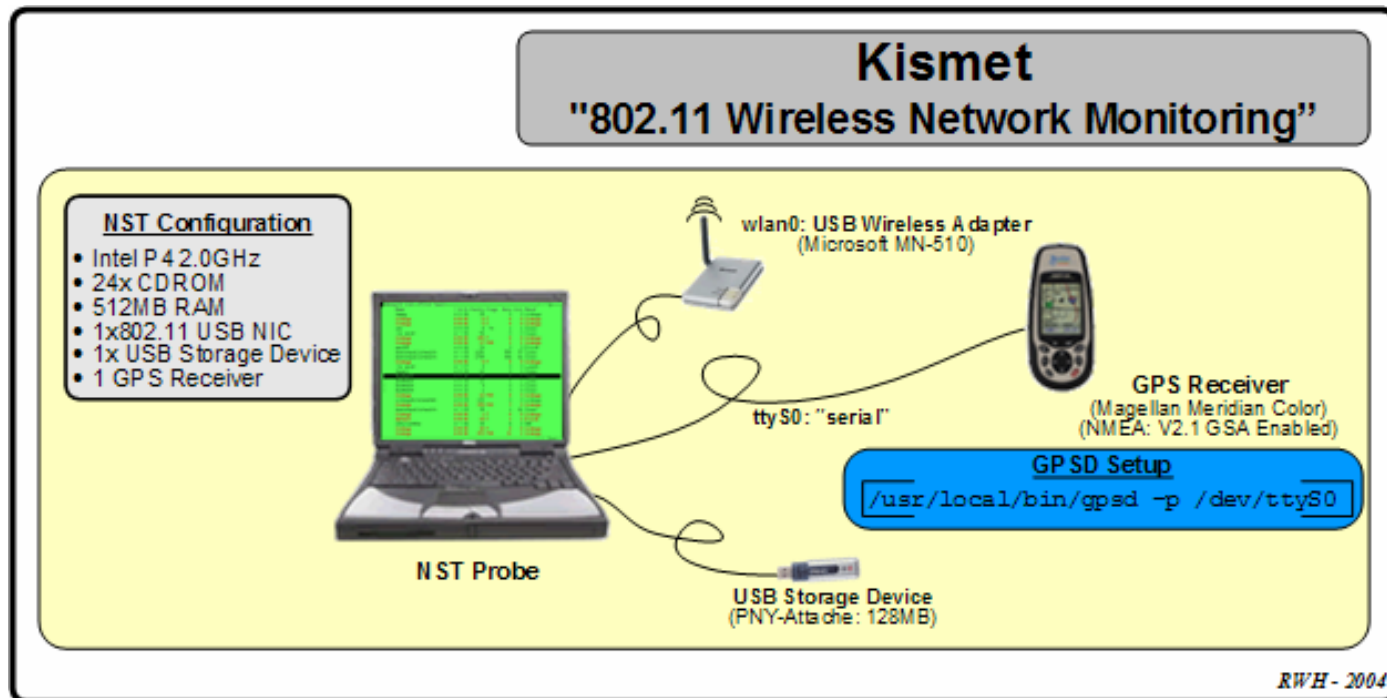 Kismet
"802.11 Wireless Network Monitoring”
NST Configuration
• Intel P4 2.0GHz
• 24x CDROM
• 512MB RAM
• 1x802.11 USB NIC
• 1x USB Storage Device
• 1 GPS Receiver
wlan0: USB Wireless Adapter
(Microsoft MN-510)
ttyS0: "serial"
GPS Receiver
(Magellan Meridian Color)
(NMEA: V2.1 GSA Enabled)
GPSD Setup
/usr/local/bin/gpsd -p /dev/ttyS0
NST Probe
USB Storage Device
(PNY-Attache: 128MB)
RWH - 2004